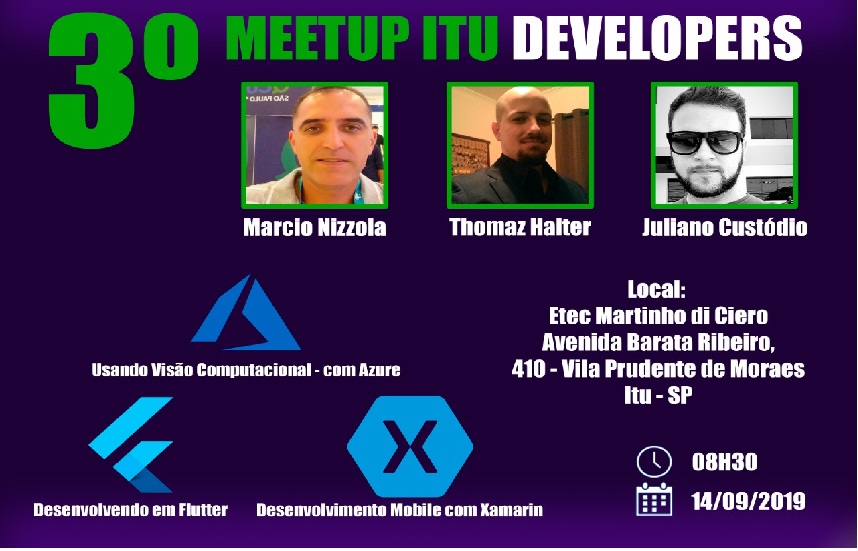 3º MEETUP ITU DEVELOPERS
SÃO PAULO
Marcio Nizzola
Thomaz Halter
Juliano Custódio
Usando Visão Computacional - com Azure
Local:
Etec Martinho di Ciero
Avenida Barata Ribeiro,
410 - Vila Prudente de Moraes
Itu - SP
Desenvolvendo em Flutter
Desenvolvimento Mobile com Xamarin
08H30
14/09/2019